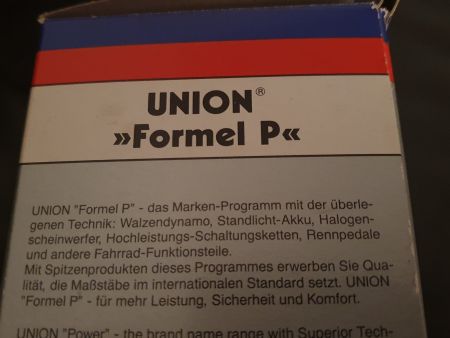 UNION®
»Formel P«
UNION "Formel P" - das Marken-Programm mit der überle-
genen Technik: Walzendynamo, Standlicht-Akku, Halogen-
scheinwerfer, Hochleistungs-Schaltungsketten, Rennpedale
und andere Fahrrad-Funktionsteile.
Mit Spitzenprodukten dieses Programmes erwerben Sie Qua-
lität, die Maßstäbe im internationalen Standard setzt. UNION
"Formel P" - für mehr Leistung, Sicherheit und Komfort.
UNION "Power" - the brand name range with Superior Tech-